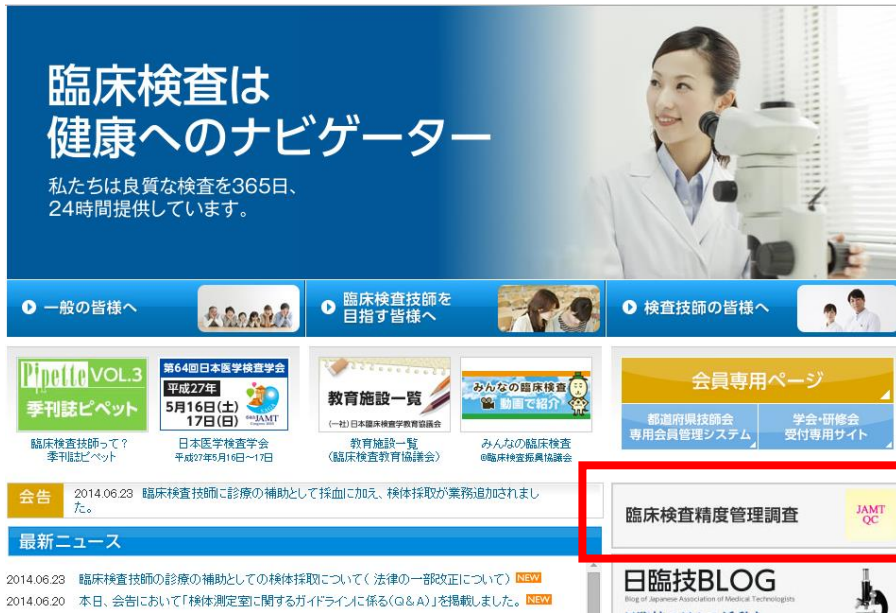 臨床検査は
健康へのナビゲーター
私たちは良質な検査を365日、
24時間提供しています。
一般の皆様へ
臨床検査技師を
目指す皆様へ
検査技師の皆様へ
Pipette VOL.3
季刊誌ピペット
臨床検査技師って?
季刊誌ピペット
第64回日本医学検査学会
平成27年
5月16日(土)
17日(日)
JAMT
日本医学検査学会
平成27年5月16日~17日
教育施設一覧
(一社)日本臨床検査学教育協議会
教育施設一覧
(臨床検査教育協議会)
みんなの臨床検査
動画で紹介
みんなの臨床検査
©臨床検査振興協議会
会員専用ページ
都道府県技師会
専用会員管理システム
学会・研修会
受付専用サイト
会告
2014.06.23 臨床検査技師に診療の補助として採血に加え、検体採取が業務追加されまし
た。
臨床検査精度管理調査
JAMT
QC
最新ニュース
2014.06.23 臨床検査技師の診療の補助としての検体採取について(法律の一部改正について) NEW
2014.06.20 本日、会告において「検体測定室に関するガイドラインに係る(Q&A)」を掲載しました。 NEW
日臨技BLOG
Blog of Japanese Association of Medical Technologists